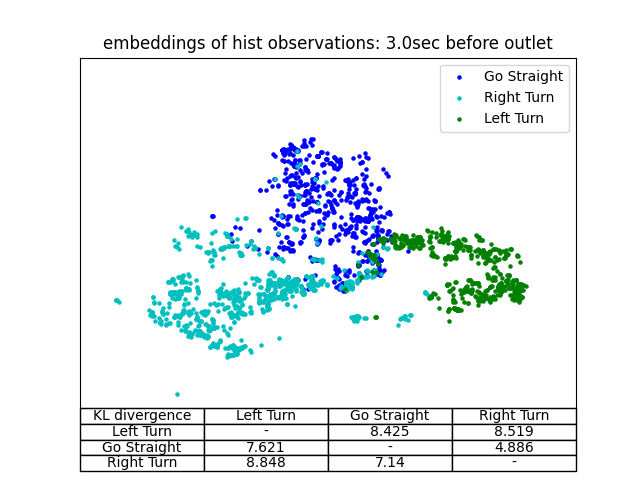 embeddings of hist observations: 3.0sec before outlet
Go Straight
Right Turn
Left Turn
KL divergence Left Turn Go Straight Right Turn
Left Turn - 8.425 8.519
Go Straight 7.621 - 4.886
Right Turn 8.848 7.14 -